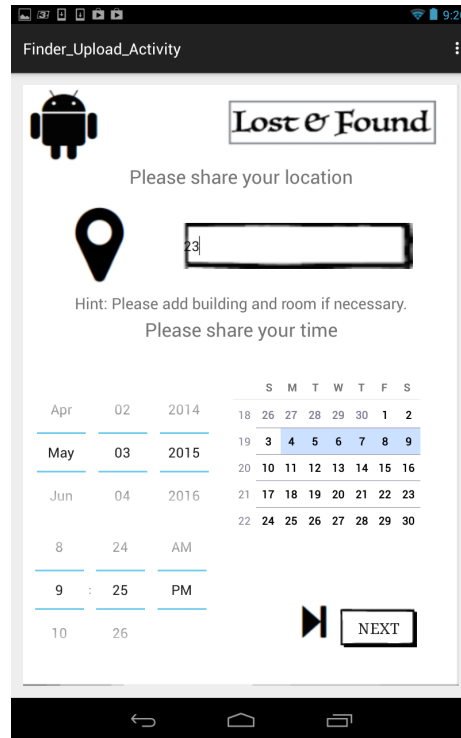 9:20
Finder_Upload_Activity
Lost & Found
Please share your location
23
Hint: Please add building and room if necessary.
Please share your time
Apr 02 2014
May 03 2015
Jun 04 2016
8 24 AM
9 : 25 PM
10 26
S M T W T F S
18 26 27 28 29 30 1 2
19 3 4 5 6 7 8 9
20 10 11 12 13 14 15 16
21 17 18 19 20 21 22 23
22 24 25 26 27 28 29 30
NEXT